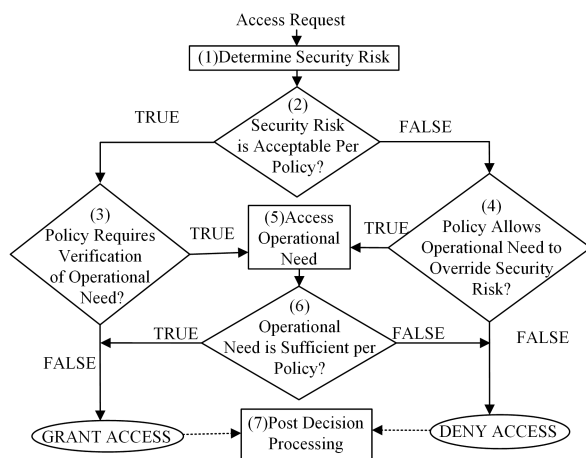 Access Request
(1)Determine Security Risk
(2)
Security Risk
is Acceptable Per
Policy?
TRUE
FALSE
(3)
Policy Requires
Verification
of Operational
Need?
TRUE
(5)Access
Operational
Need
TRUE
(4)
Policy Allows
Operational Need to
Override Security
Risk?
(6)
Operational
Need is Sufficient per
Policy?
TRUE
FALSE
FALSE
FALSE
GRANT ACCESS
(7)Post Decision
Processing
DENY ACCESS